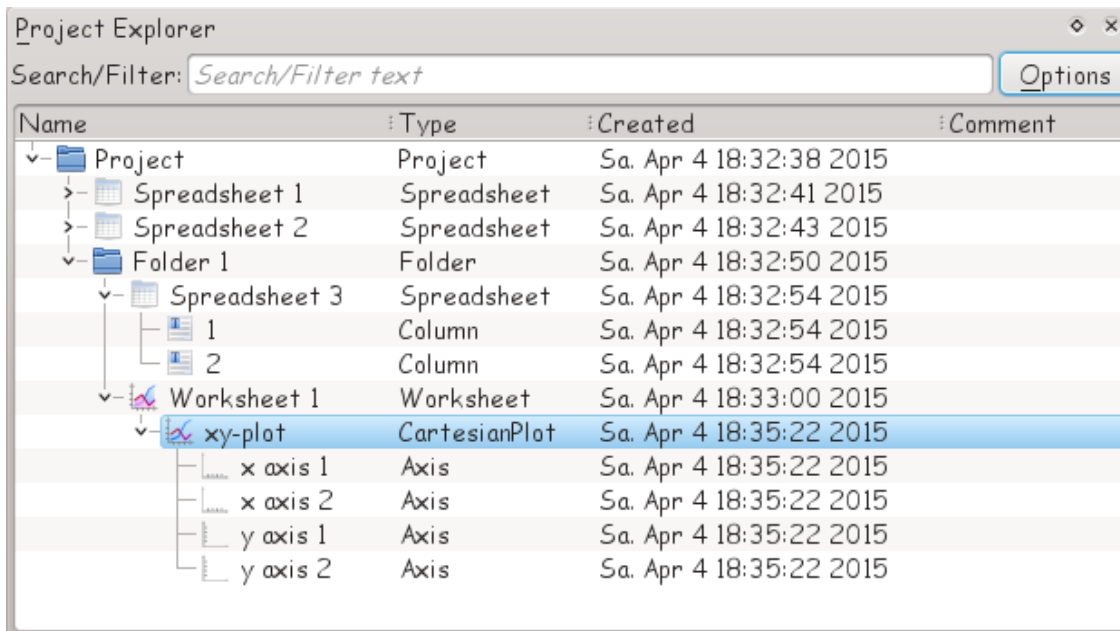 Project Explorer
Search/Filter: Search/Filter text Options
Name Type Created Comment
Project Project Sa. Apr 4 18:32:38 2015
Spreadsheet 1 Spreadsheet Sa. Apr 4 18:32:41 2015
Spreadsheet 2 Spreadsheet Sa. Apr 4 18:32:43 2015
Folder 1 Folder Sa. Apr 4 18:32:50 2015
Spreadsheet 3 Spreadsheet Sa. Apr 4 18:32:54 2015
1 Column Sa. Apr 4 18:32:54 2015
2 Column Sa. Apr 4 18:32:54 2015
Worksheet 1 Worksheet Sa. Apr 4 18:33:00 2015
xy-plot CartesianPlot Sa. Apr 4 18:35:22 2015
x axis 1 Axis Sa. Apr 4 18:35:22 2015
x axis 2 Axis Sa. Apr 4 18:35:22 2015
y axis 1 Axis Sa. Apr 4 18:35:22 2015
y axis 2 Axis Sa. Apr 4 18:35:22 2015